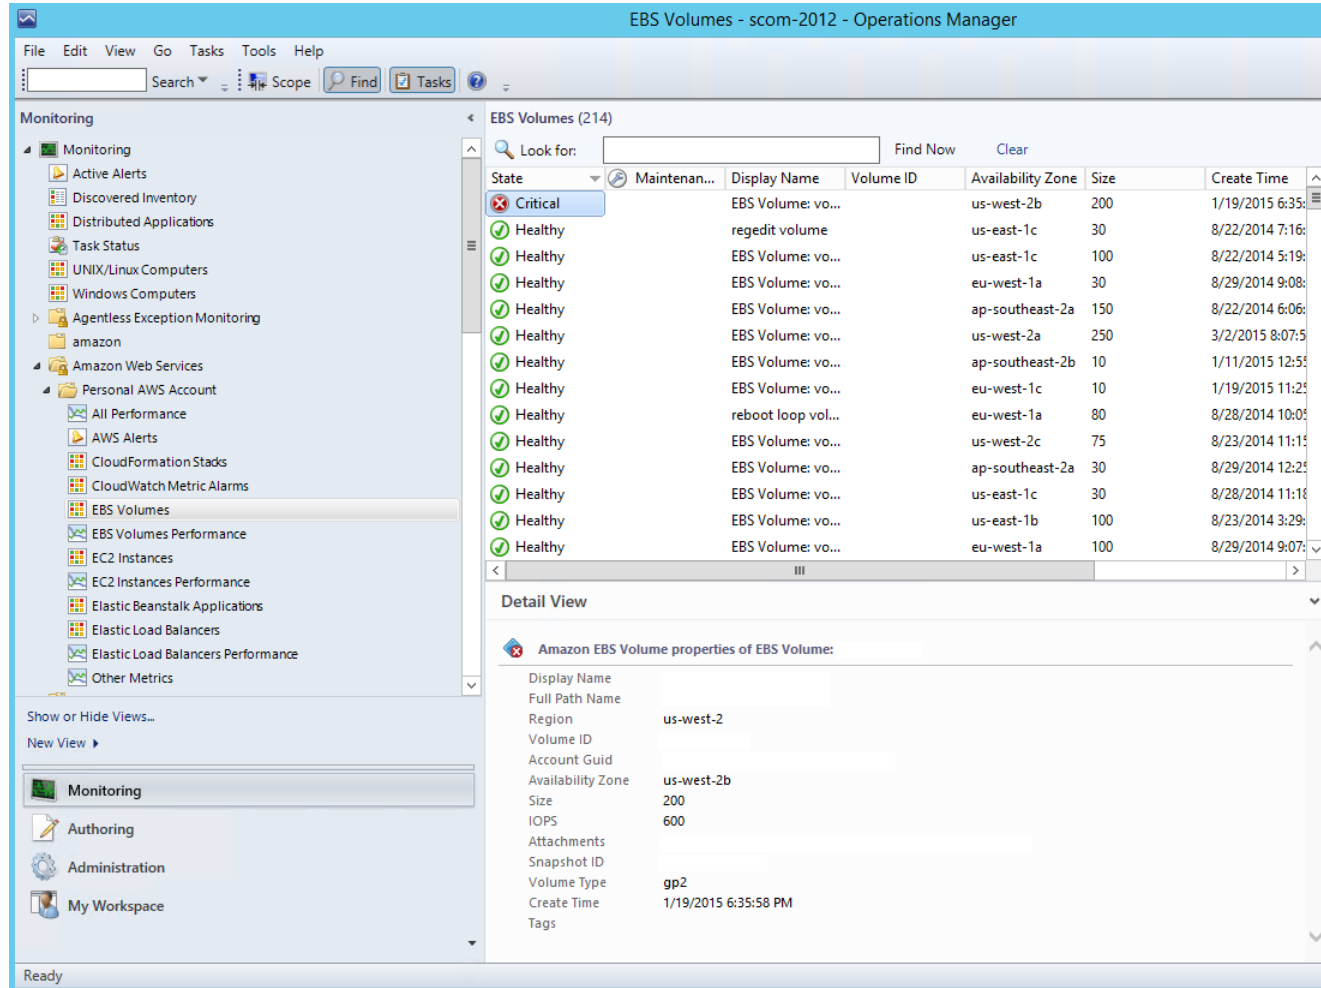 EBS Volumes - scom-2012 - Operations Manager
File Edit View Go Tasks Tools Help
Search Scope Find Tasks
Monitoring
Monitoring
Active Alerts
Discovered Inventory
Distributed Applications
Task Status
UNIX/Linux Computers
Windows Computers
Agentless Exception Monitoring
amazon
Amazon Web Services
Personal AWS Account
All Performance
AWS Alerts
CloudFormation Stacks
CloudWatch Metric Alarms
EBS Volumes
EBS Volumes Performance
EC2 Instances
EC2 Instances Performance
Elastic Beanstalk Applications
Elastic Load Balancers
Elastic Load Balancers Performance
Other Metrics
Show or Hide Views...
New View
Monitoring
Authoring
Administration
My Workspace
EBS Volumes (214)
Look for: Find Now Clear
State Maintenan... Display Name Volume ID Availability Zone Size Create Time
Critical EBS Volume: vo... us-west-2b 200 1/19/2015 6:35:
Healthy regedit volume us-east-1c 30 8/22/2014 7:16:
Healthy EBS Volume: vo... us-east-1c 100 8/22/2014 5:19:
Healthy EBS Volume: vo... eu-west-1a 30 8/29/2014 9:08:
Healthy EBS Volume: vo... ap-southeast-2a 150 8/22/2014 6:06:
Healthy EBS Volume: vo... us-west-2a 250 3/2/2015 8:07:5
Healthy EBS Volume: vo... ap-southeast-2b 10 1/11/2015 12:55
Healthy EBS Volume: vo... eu-west-1c 10 1/19/2015 11:25
Healthy reboot loop vol... eu-west-1a 80 8/28/2014 10:05
Healthy EBS Volume: vo... us-west-2c 75 8/23/2014 11:15
Healthy EBS Volume: vo... ap-southeast-2a 30 8/29/2014 12:25
Healthy EBS Volume: vo... us-east-1c 30 8/28/2014 11:18
Healthy EBS Volume: vo... us-east-1b 100 8/23/2014 3:29:
Healthy EBS Volume: vo... eu-west-1a 100 8/29/2014 9:07:
Detail View
Amazon EBS Volume properties of EBS Volume:
Display Name
Full Path Name
Region us-west-2
Volume ID
Account Guid
Availability Zone us-west-2b
Size 200
IOPS 600
Attachments
Snapshot ID
Volume Type gp2
Create Time 1/19/2015 6:35:58 PM
Tags
Ready